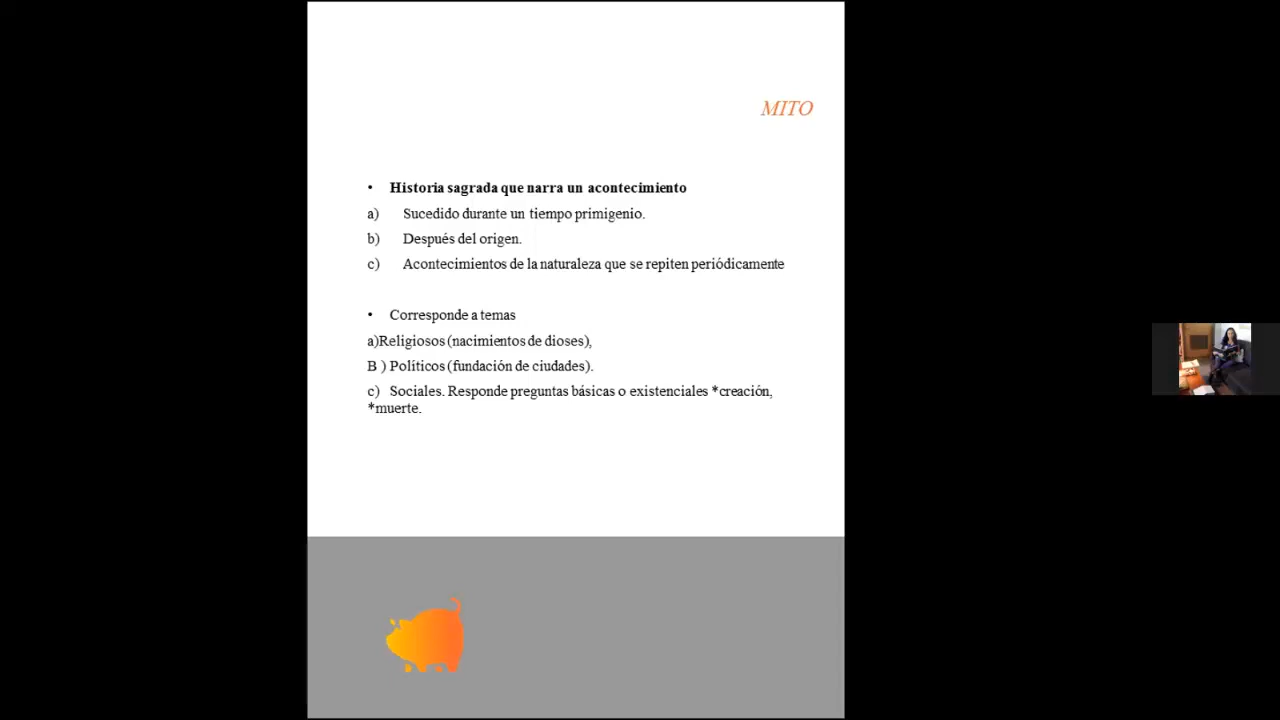 MITO
• Historia sagrada que narra un acontecimiento
a) Sucedido durante un tiempo primigenio.
b) Después del origen.
c) Acontecimientos de la naturaleza que se repiten periódicamente
• Corresponde a temas
a)Religiosos (nacimientos de dioses),
B ) Políticos (fundación de ciudades).
c) Sociales. Responde preguntas básicas o existenciales *creación,
*muerte.